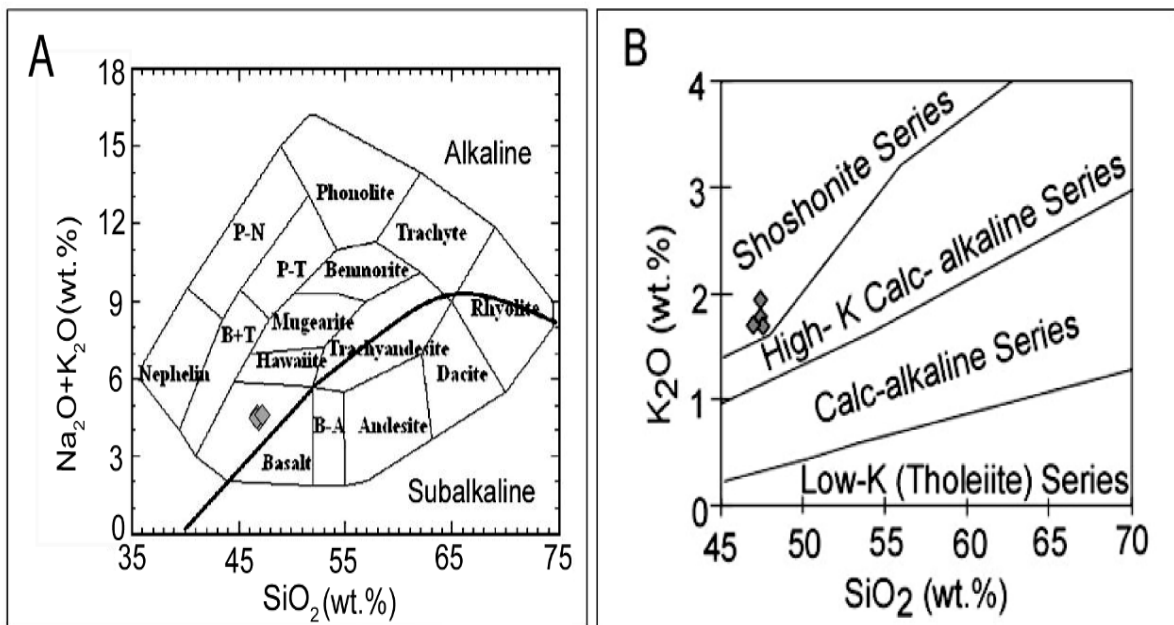 A
18
15
12
9
6
3
0
Na₂O+K₂O(wt.%)
Alkaline
Phonolite
Trachyte
P-N
P-T
Benmorite
Rhyolite
Mugearite
B+T
Trachyandesite
Hawaiite
Nephelin
Dacite
B-A
Andesite
Basalt
Subalkaline
35 45 55 65 75
SiO₂(wt.%)
B
4
3
2
1
0
K₂O (wt.%)
Shoshonite Series
High- K Calc- alkaline Series
Calc-alkaline Series
Low-K (Tholeiite) Series
45 50 55 60 65 70
SiO₂ (wt.%)